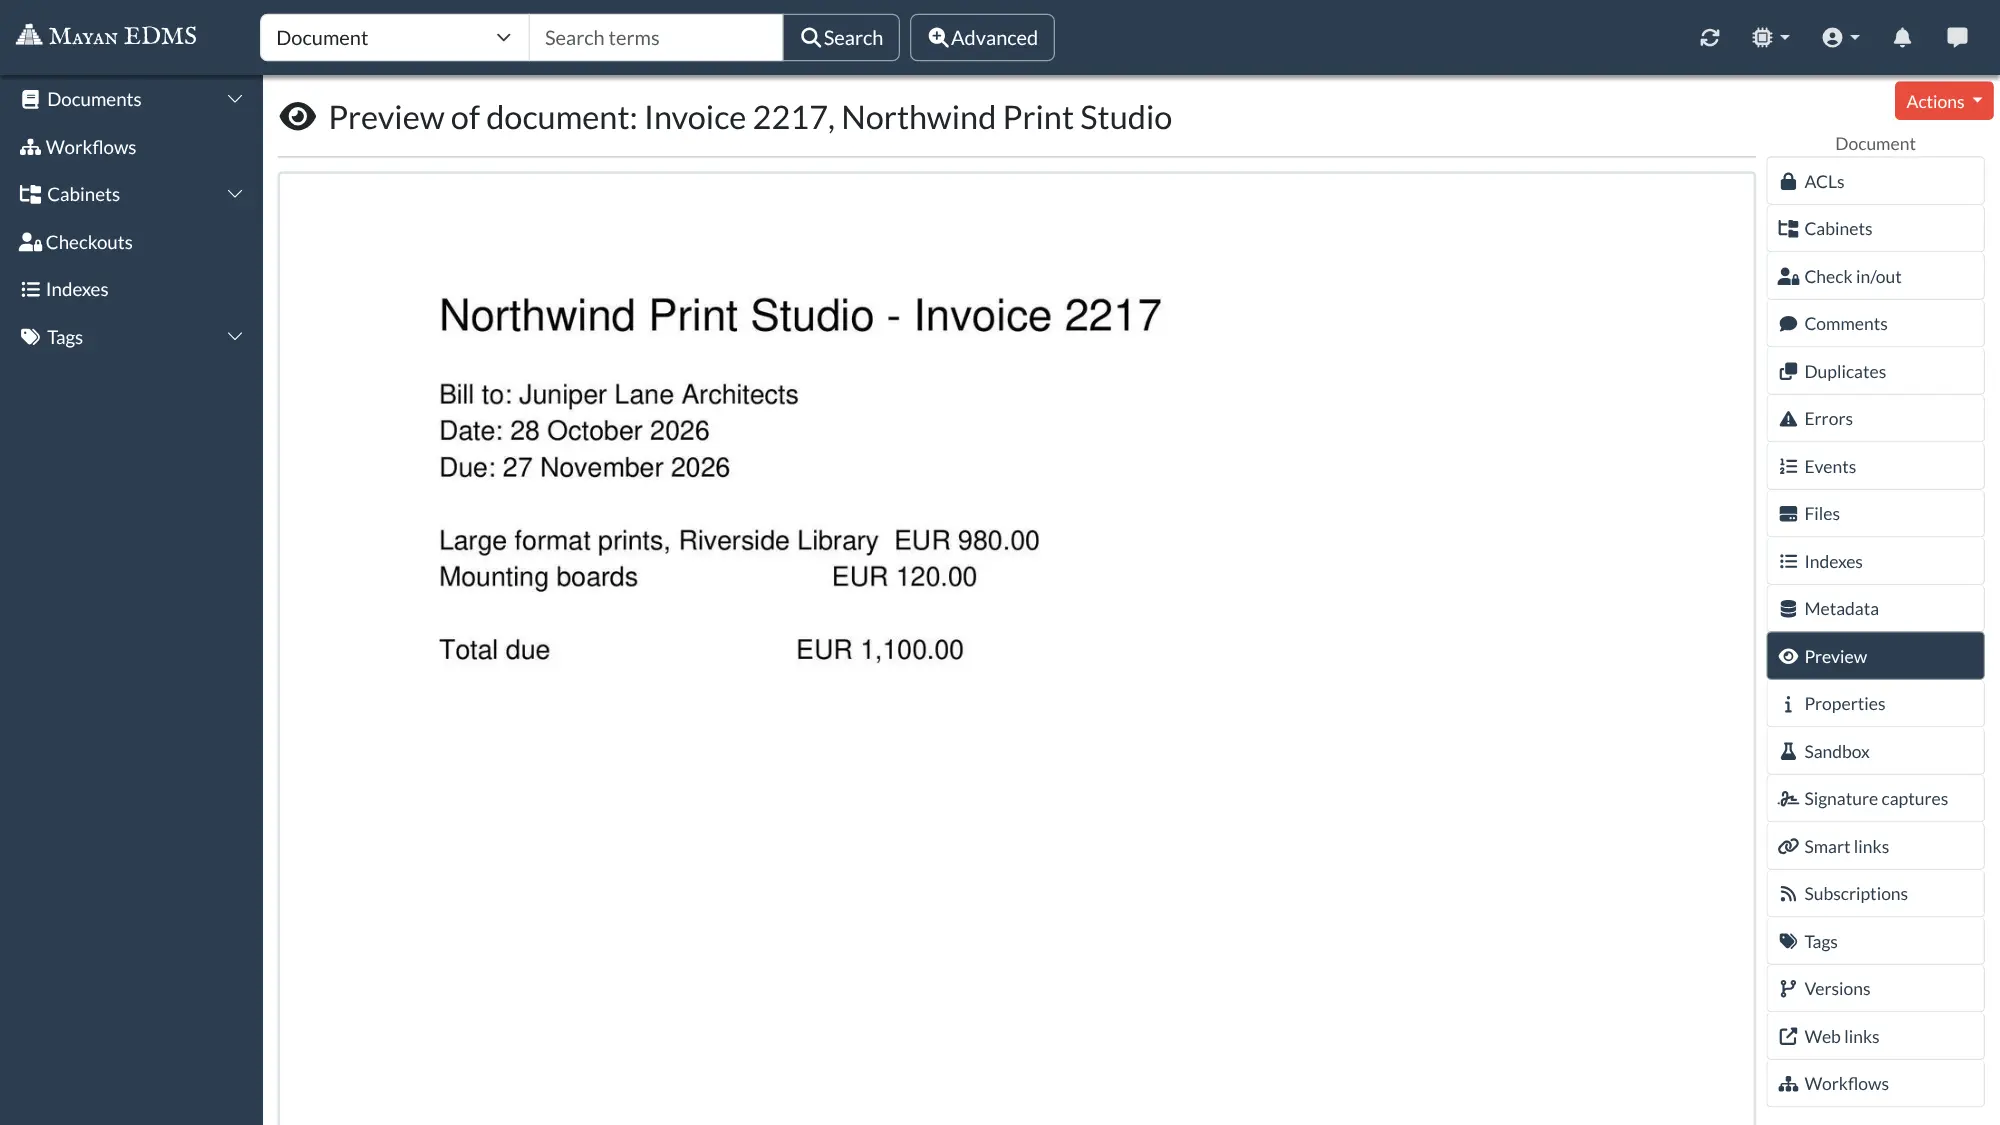 Mayan EDMS
Document
Search terms
Search
Advanced
Documents
Workflows
Cabinets
Checkouts
Indexes
Tags
Preview of document: Invoice 2217, Northwind Print Studio
Northwind Print Studio - Invoice 2217
Bill to: Juniper Lane Architects
Date: 28 October 2026
Due: 27 November 2026
Large format prints, Riverside Library EUR 980.00
Mounting boards EUR 120.00
Total due EUR 1,100.00
Actions
Document
ACLs
Cabinets
Check in/out
Comments
Duplicates
Errors
Events
Files
Indexes
Metadata
Preview
Properties
Sandbox
Signature captures
Smart links
Subscriptions
Tags
Versions
Web links
Workflows